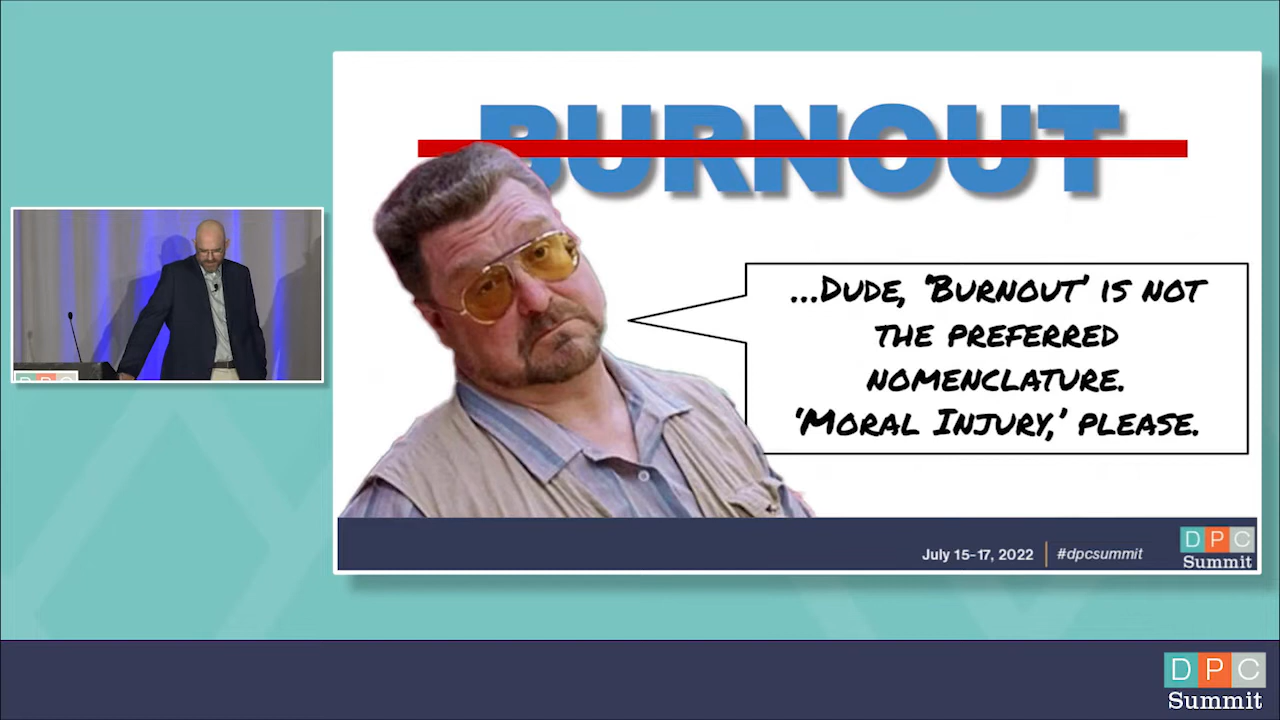 BURNOUT
...Dude, 'Burnout' is not
the preferred
nomenclature.
'Moral Injury,' please.
July 15-17, 2022
#dpcsummit
DPC
Summit
DPC
DPC
Summit